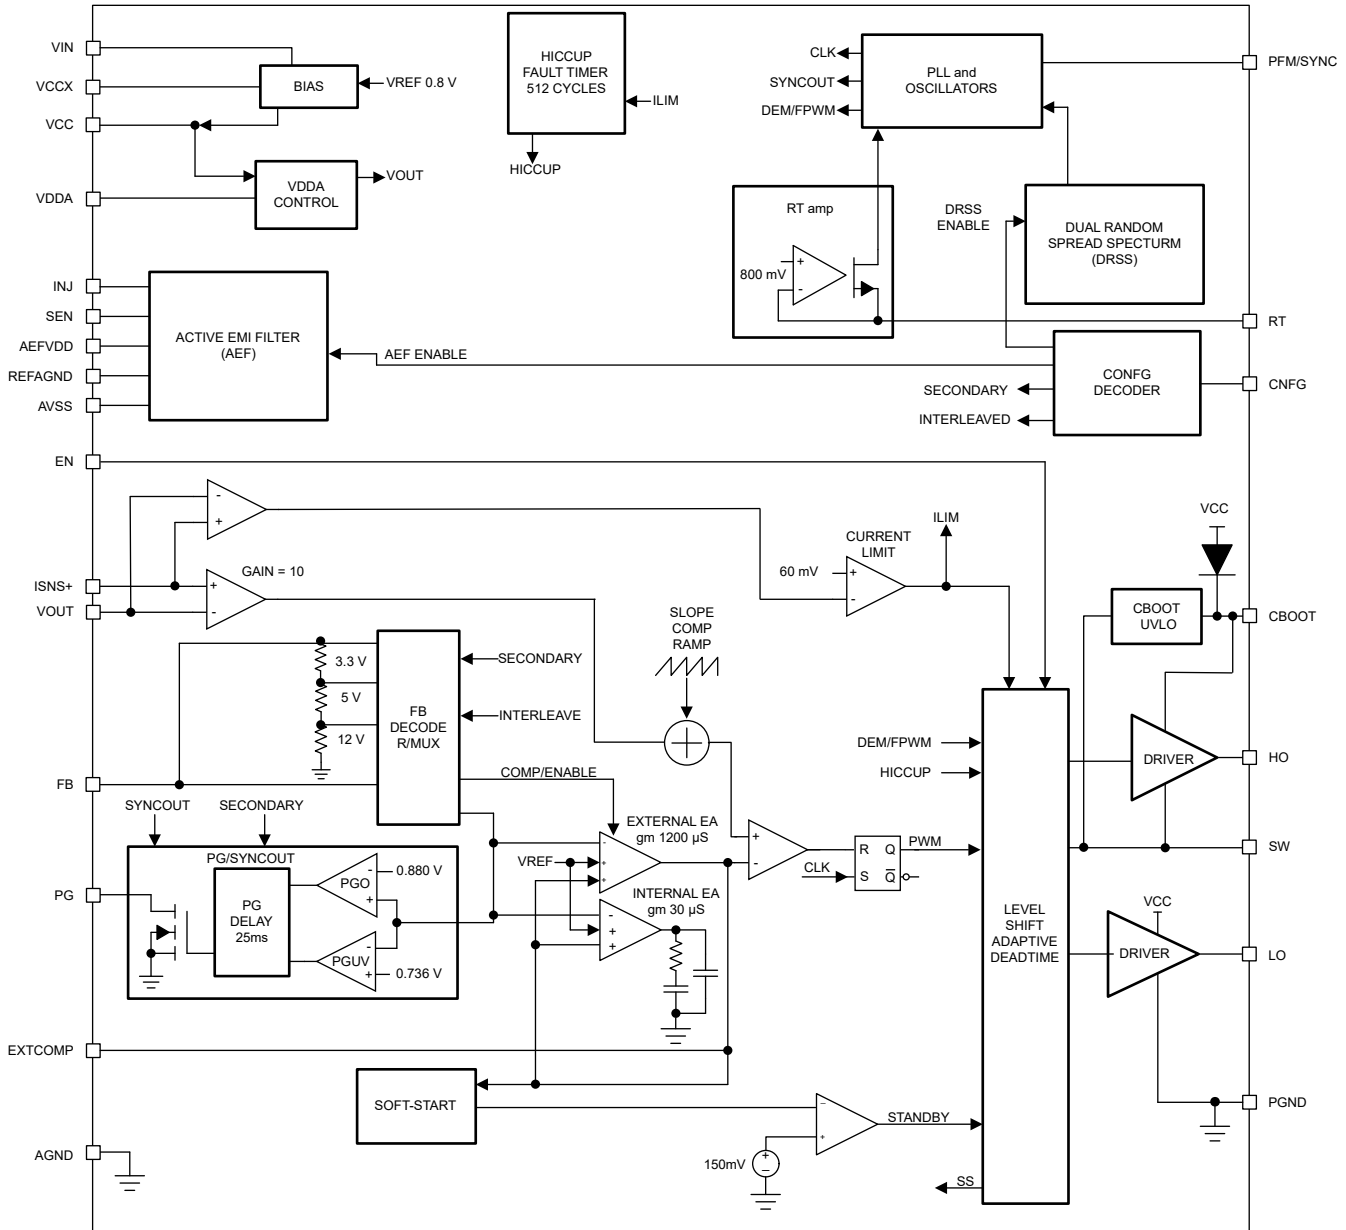 VIN
VCCX
VCC
VDDA
BIAS
VREF 0.8 V
VDDA
CONTROL
VOUT
HICCUP
FAULT TIMER
512 CYCLES
ILIM
HICCUP
CLK
SYNCOUT
DEM/FPWM
PLL and
OSCILLATORS
PFM/SYNC
RT amp
800 mV
+
-
DRSS
ENABLE
DUAL RANDOM
SPREAD SPECTURM
(DRSS)
RT
INJ
SEN
AEFVDD
REFAGND
AVSS
ACTIVE EMI FILTER
(AEF)
AEF ENABLE
SECONDARY
INTERLEAVED
CONFG
DECODER
CNFG
EN
-
+
ISNS+
VOUT
+
-
GAIN = 10
CURRENT
LIMIT
60 mV
+
-
ILIM
VCC
CBOOT
UVLO
CBOOT
SLOPE
COMP
RAMP
3.3 V
5 V
12 V
FB
DECODE
R/MUX
SECONDARY
INTERLEAVE
COMP/ENABLE
FB
DEM/FPWM
HICCUP
DRIVER
HO
SYNCOUT
SECONDARY
PG/SYNCOUT
EXTERNAL EA
gm 1200 µS
VREF
-
+
+
INTERNAL EA
gm 30 µS
-
+
+
+
-
CLK
R
Q
S
Q
PWM
SW
PG
PG
DELAY
25ms
PGO
-
+
0.880 V
PGUV
-
+
0.736 V
LEVEL
SHIFT
ADAPTIVE
DEADTIME
VCC
DRIVER
LO
EXTCOMP
SOFT-START
−
+
STANDBY
150mV
+
−
SS
PGND
AGND